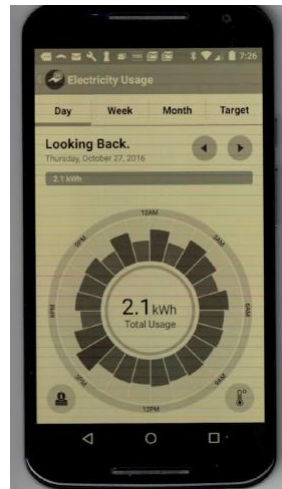 7:26
Electricity Usage
Day Week Month Target
Looking Back.
Thursday, October 27, 2016
2.1 kWh
12AM
3AM
6AM
9AM
12PM
3PM
6PM
9PM
2.1 kWh
Total Usage